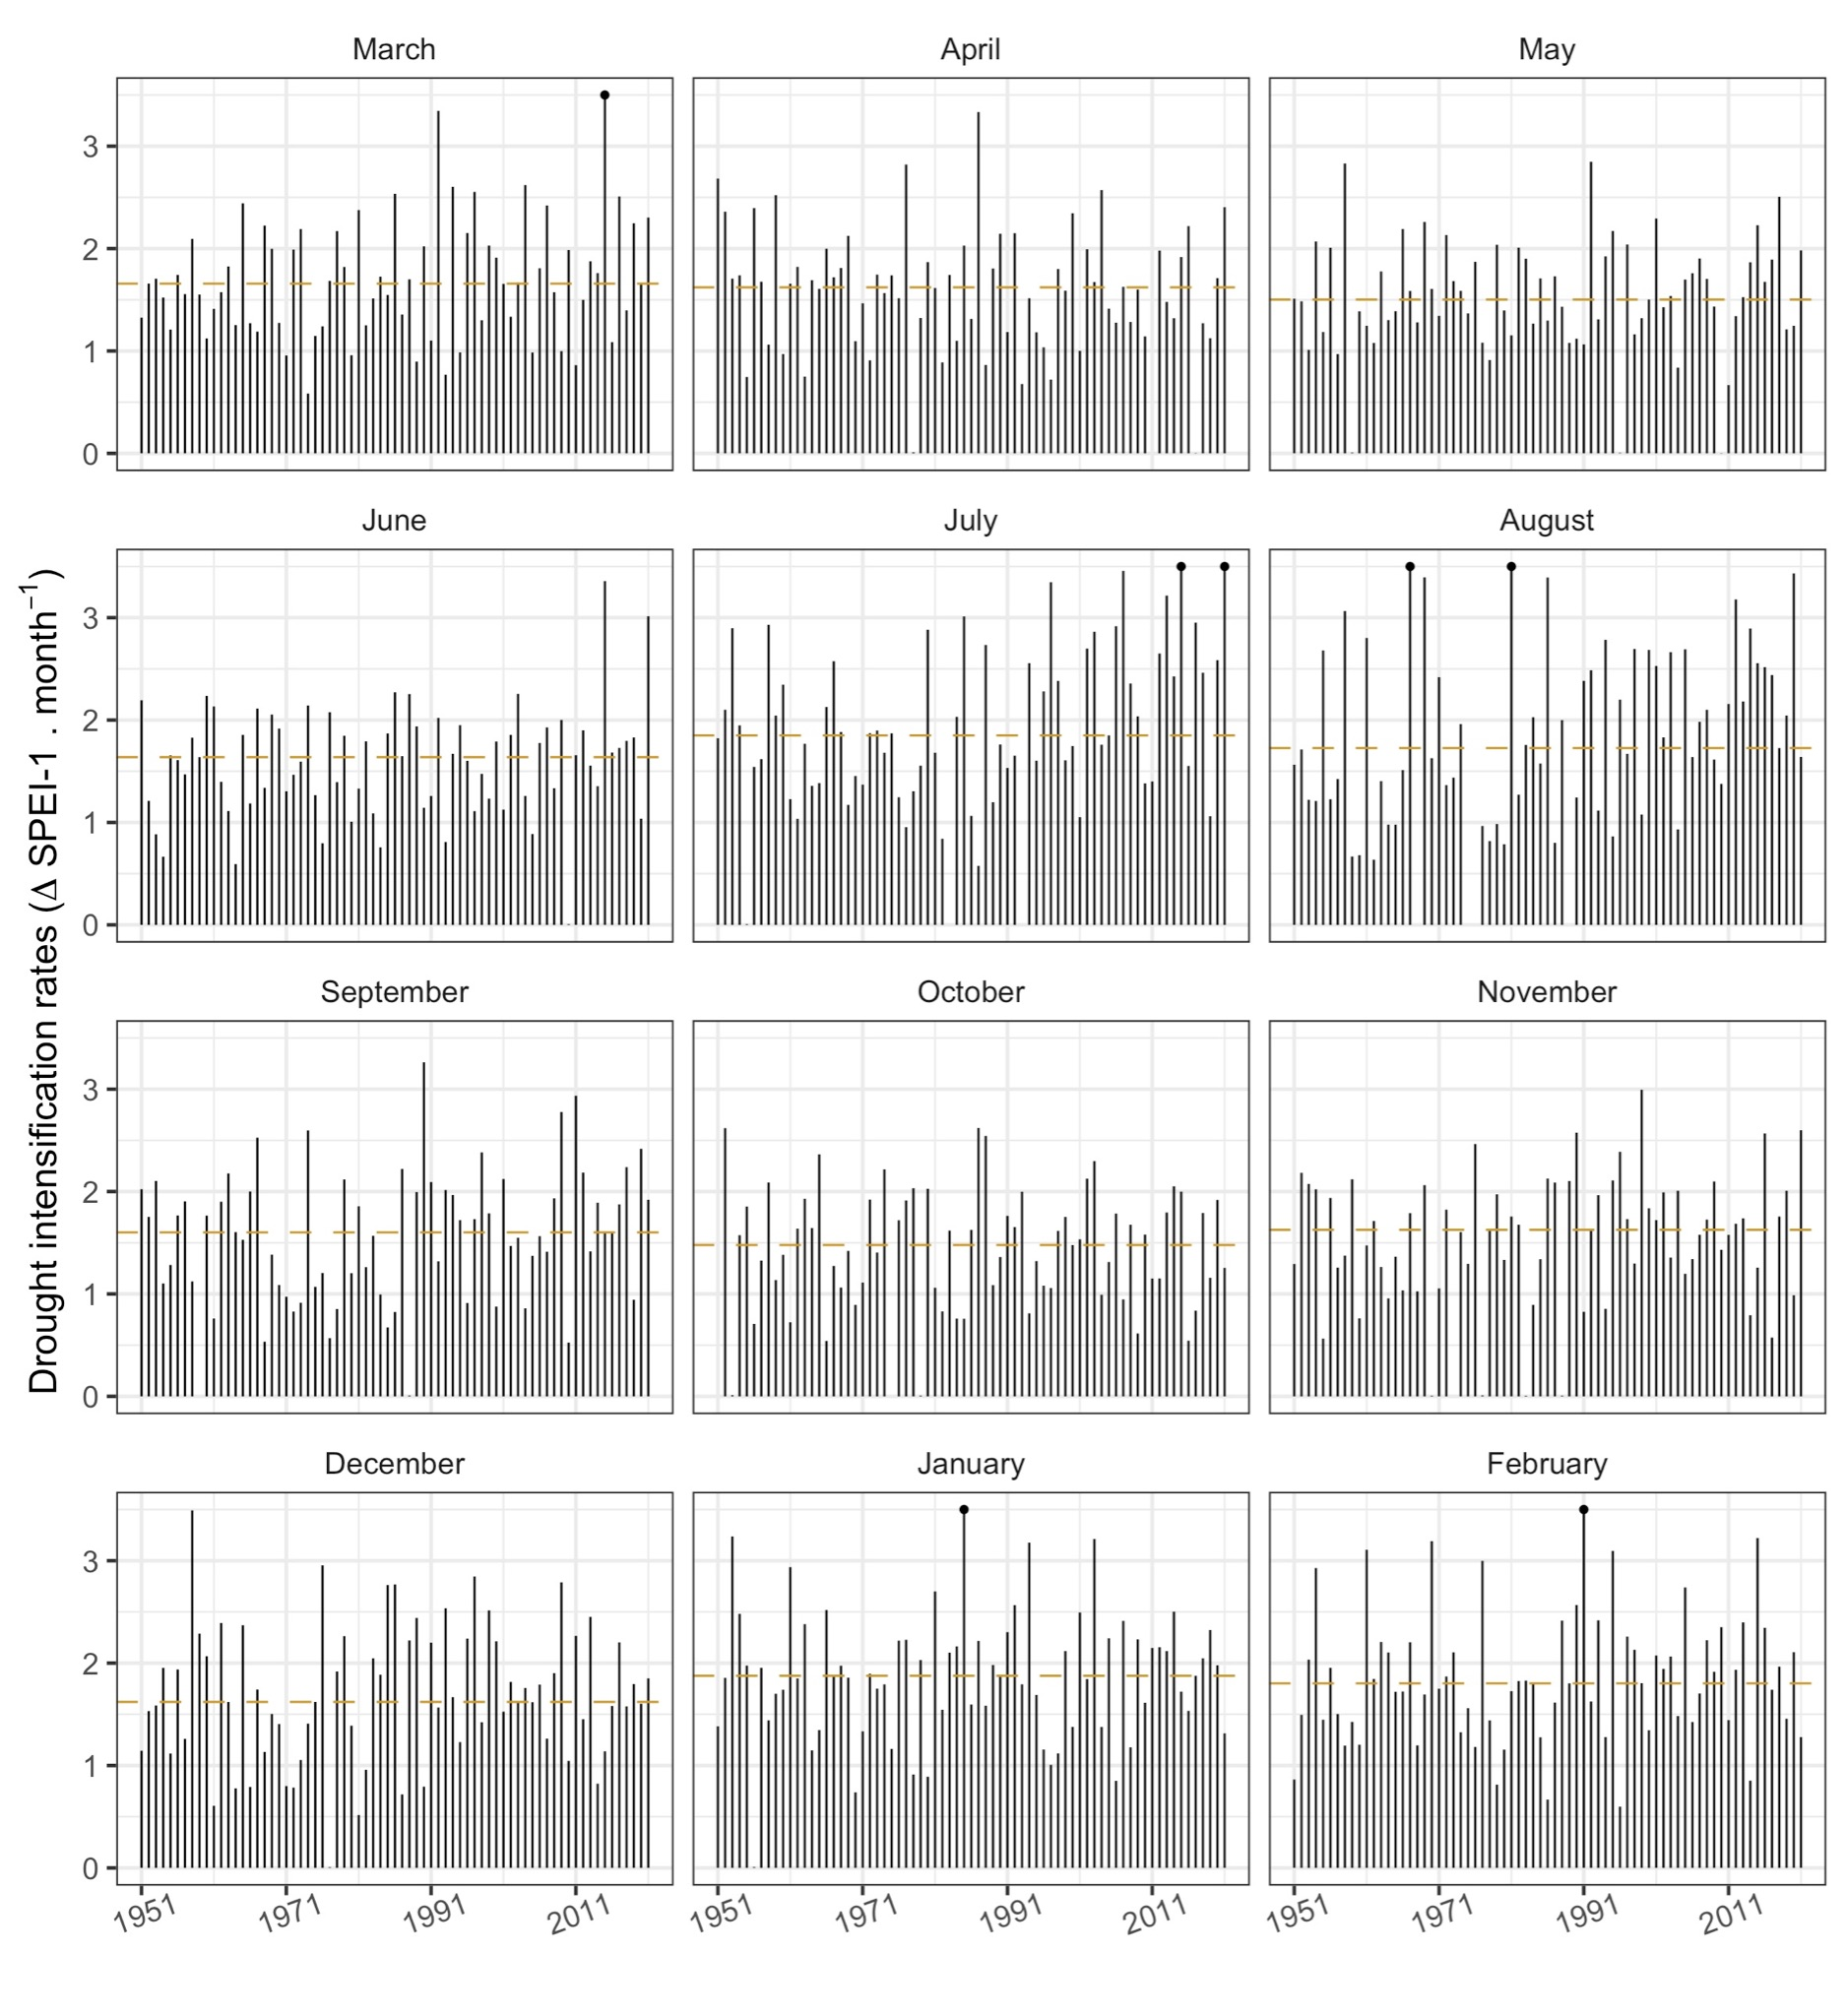 March
April
May
3
2
1
0
June
July
August
3
2
1
0
September
October
November
3
2
1
0
December
January
February
3
2
1
0
1951
1971
1991
2011
1951
1971
1991
2011
1951
1971
1991
2011
Drought intensification rates (Δ SPEI-1 . month⁻¹)